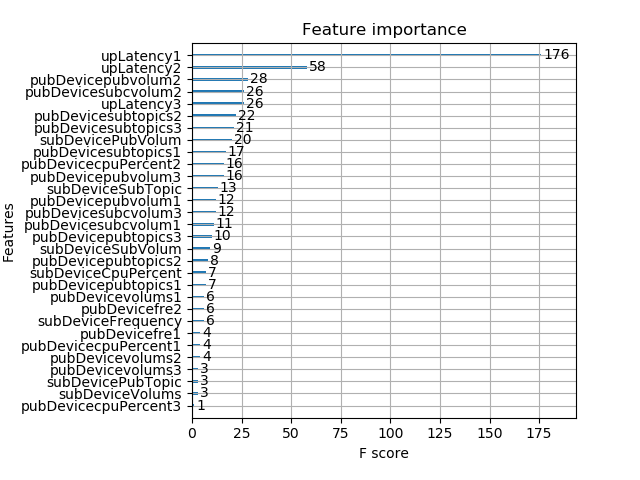 Feature importance
upLatency1 176
upLatency2 58
pubDevicepubvolum2 28
pubDevicesubcvolum2 26
upLatency3 26
pubDevicesubtopics2 22
pubDevicesubtopics3 21
subDevicePubVolum 20
pubDevicesubtopics1 17
pubDevicecpuPercent2 16
pubDevicepubvolum3 16
subDeviceSubTopic 13
pubDevicepubvolum1 12
pubDevicesubcvolum3 12
pubDevicesubcvolum1 11
pubDevicepubtopics3 10
subDeviceSubVolum 9
pubDevicepubtopics2 8
subDeviceCpuPercent 7
pubDevicepubtopics1 7
pubDevicevolums1 6
pubDevicefre2 6
subDeviceFrequency 6
pubDevicefre1 4
pubDevicecpuPercent1 4
pubDevicevolums2 4
pubDevicevolums3 3
subDevicePubTopic 3
subDeviceVolums 3
pubDevicecpuPercent3 1
Features
0 25 50 75 100 125 150 175
F score